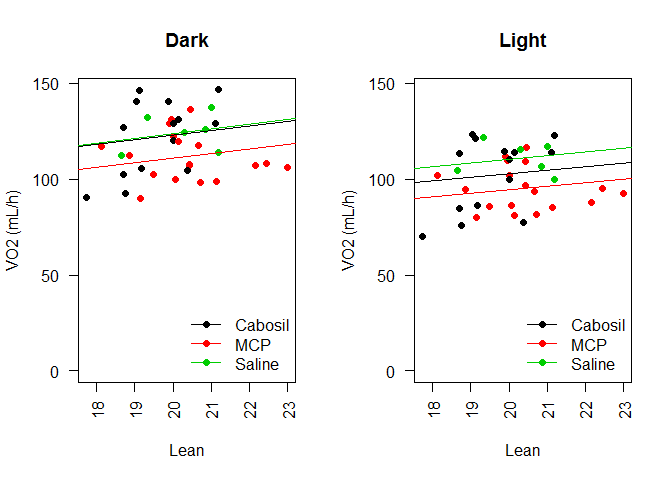 Dark
VO2 (mL/h)
150
100
50
0
Cabosil
MCP
Saline
18 19 20 21 22 23
Lean
Light
VO2 (mL/h)
150
100
50
0
Cabosil
MCP
Saline
18 19 20 21 22 23
Lean